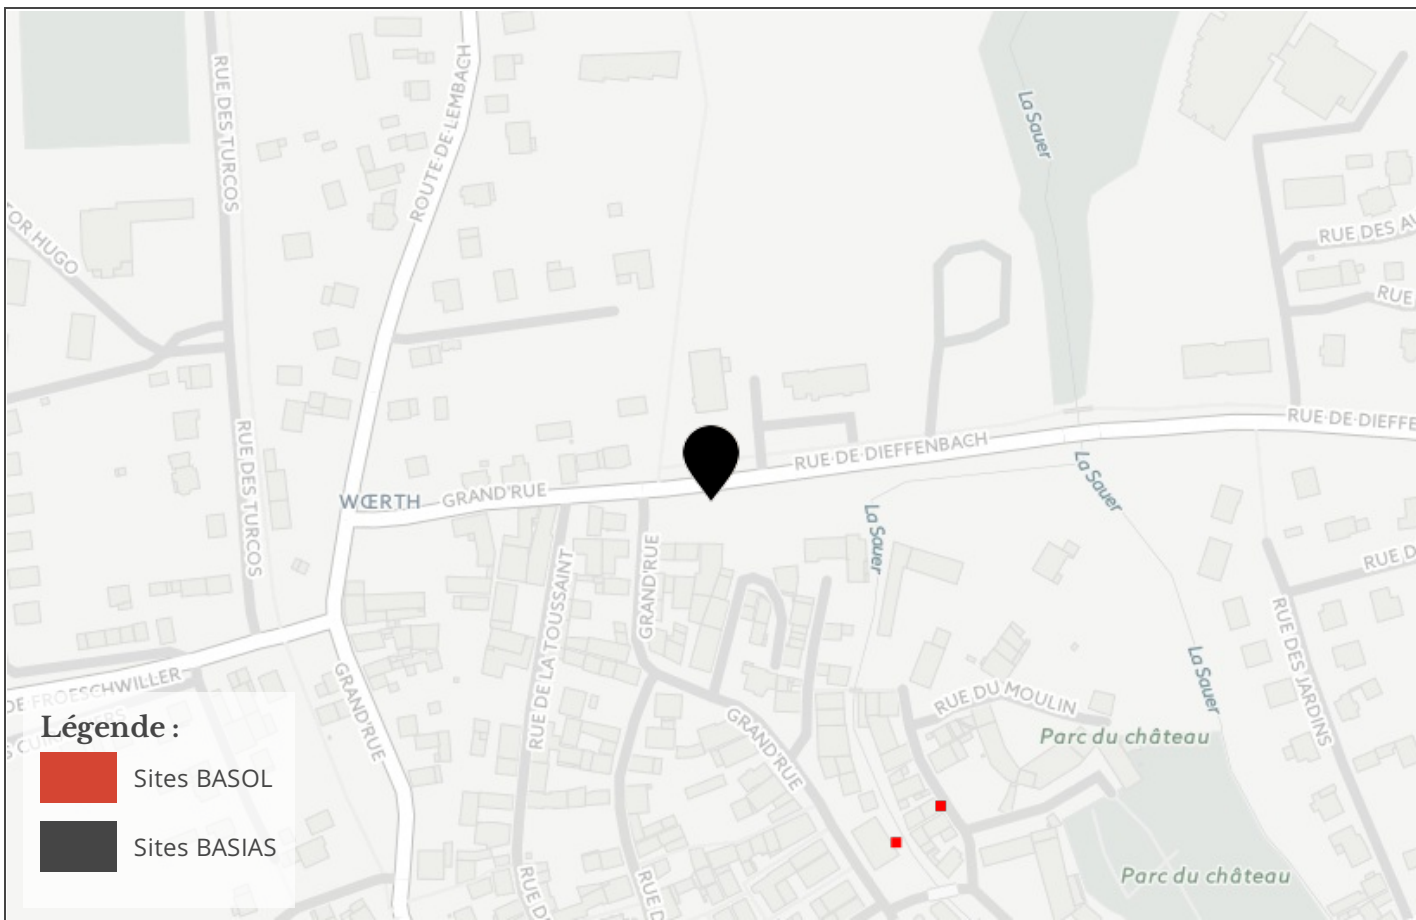 RUE DES TURCOS
ROUTE DE LEMBACH
La Sauer
OR HUGO
RUE DES AU
RUE
RUE DES TURCOS
WŒRTH
GRAND'RUE
RUE DE DIEFFENBACH
RUE DE DIEFFE
La Sauer
La Sauer
RUE DE LA TOUSSAINT
GRAND'RUE
RUE D
RUE DES JARDINS
La Sauer
DE FROESCHWILLER
GRAND'RUE
RUE DU MOULIN
GRAND'RUE
Parc du château
Légende :
Sites BASOL
Sites BASIAS
RUE D
RUE D
Parc du château